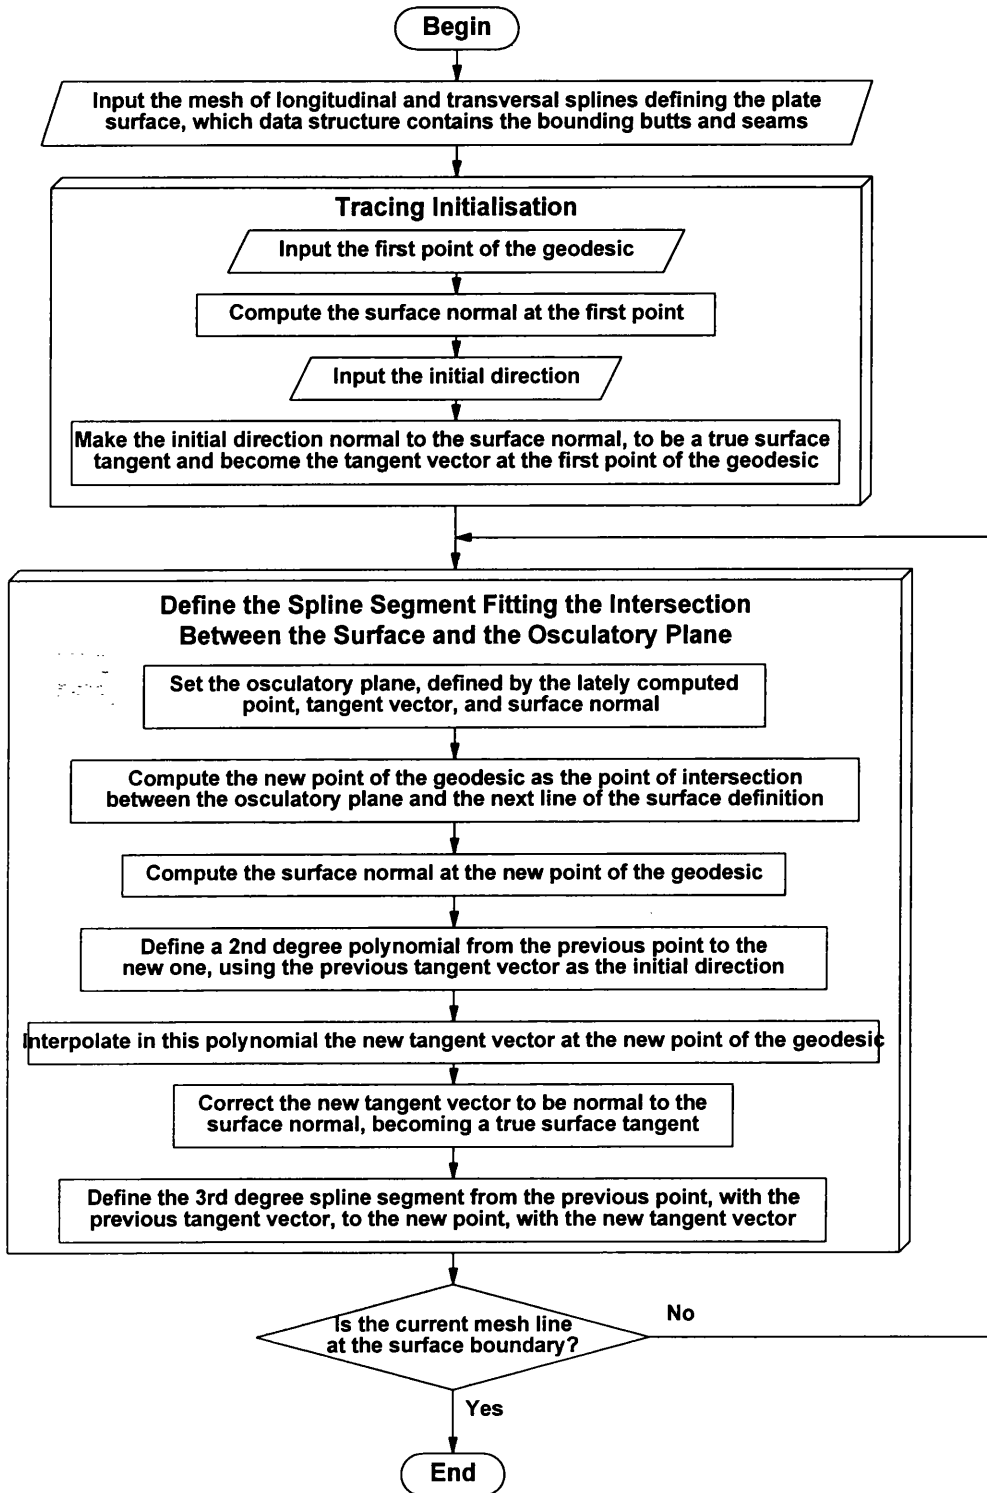 Begin
Input the mesh of longitudinal and transversal splines defining the plate
surface, which data structure contains the bounding butts and seams
Tracing Initialisation
Input the first point of the geodesic
Compute the surface normal at the first point
Input the initial direction
Make the initial direction normal to the surface normal, to be a true surface
tangent and become the tangent vector at the first point of the geodesic
Define the Spline Segment Fitting the Intersection
Between the Surface and the Osculatory Plane
Set the osculatory plane, defined by the lately computed
point, tangent vector, and surface normal
Compute the new point of the geodesic as the point of intersection
between the osculatory plane and the next line of the surface definition
Compute the surface normal at the new point of the geodesic
Define a 2nd degree polynomial from the previous point to the
new one, using the previous tangent vector as the initial direction
Interpolate in this polynomial the new tangent vector at the new point of the geodesic
Correct the new tangent vector to be normal to the
surface normal, becoming a true surface tangent
Define the 3rd degree spline segment from the previous point, with the
previous tangent vector, to the new point, with the new tangent vector
Is the current mesh line
at the surface boundary?
No
Yes
End